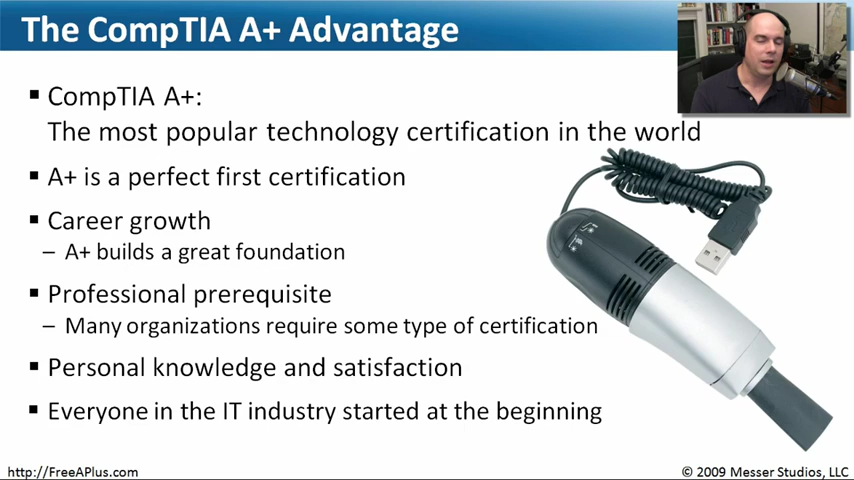 The CompTIA A+ Advantage
▪ CompTIA A+:
The most popular technology certification in the world
▪ A+ is a perfect first certification
▪ Career growth
– A+ builds a great foundation
▪ Professional prerequisite
– Many organizations require some type of certification
▪ Personal knowledge and satisfaction
▪ Everyone in the IT industry started at the beginning
http://FreeAPlus.com
© 2009 Messer Studios, LLC